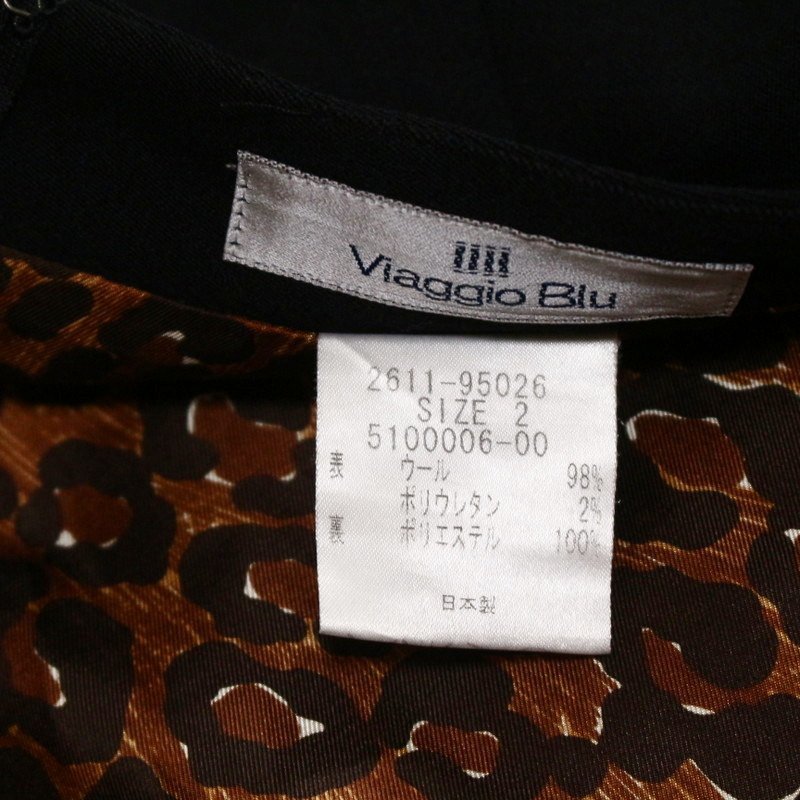 Viaggio Blu
2611-95026
SIZE 2
5100006-00
表 ウール 98%
ポリウレタン 2%
裏 ポリエステル 100%
日本製